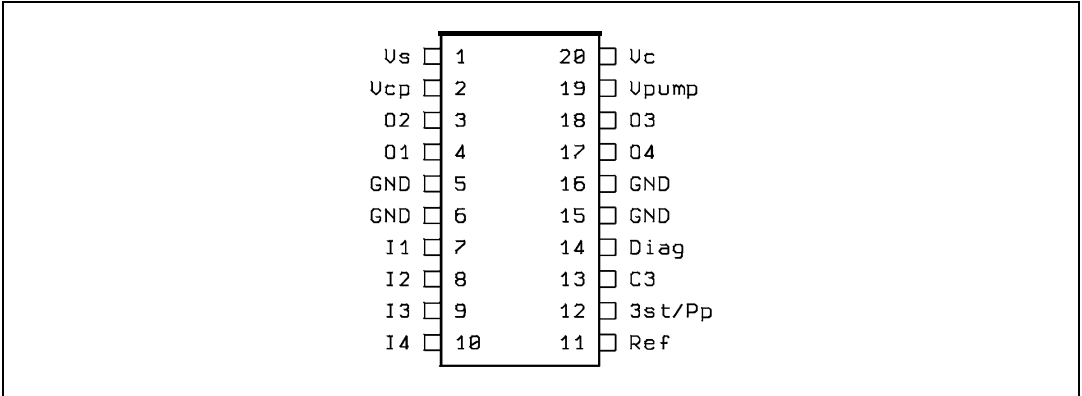 Vs 1 20 Vc
Vcp 2 19 Vpump
O2 3 18 O3
O1 4 17 O4
GND 5 16 GND
GND 6 15 GND
I1 7 14 Diag
I2 8 13 C3
I3 9 12 3st/Pp
I4 10 11 Ref